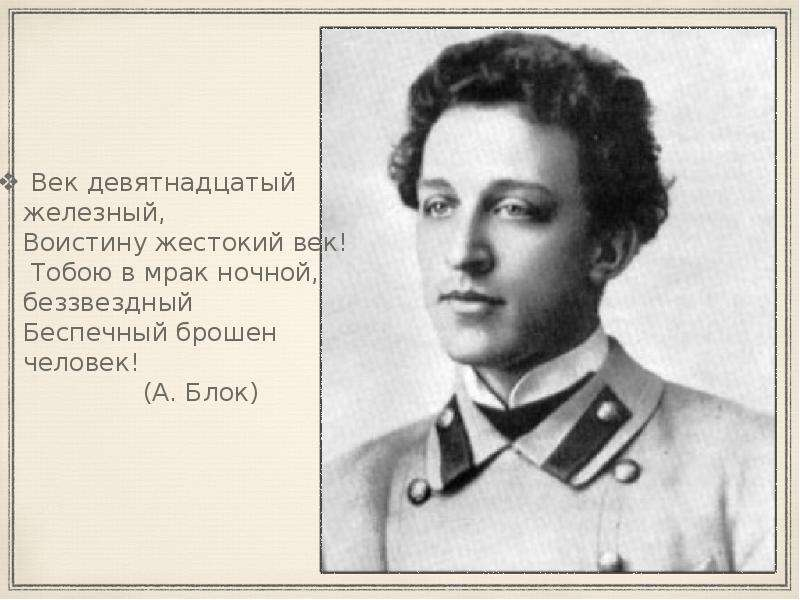 Век девятнадцатый
железный,
Воистину жестокий век!
Тобою в мрак ночной,
беззвездный
Беспечный брошен
человек!
(А. Блок)